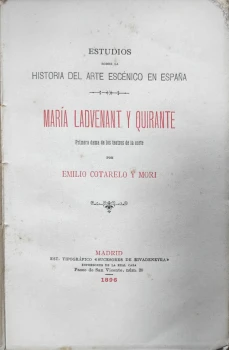 ESTUDIOS
SOBRE LA
HISTORIA DEL ARTE ESCÉNICO EN ESPAÑA
MARÍA LADVENANT Y QUIRANTE
Primera dama de los teatros de la corte
POR
EMILIO COTARELO Y MORI
MADRID
EST. TIPOGRÁFICO «SUCESORES DE RIVADENEYRA»
IMPRESORES DE LA REAL CASA
Paseo de San Vicente, núm. 20
1896